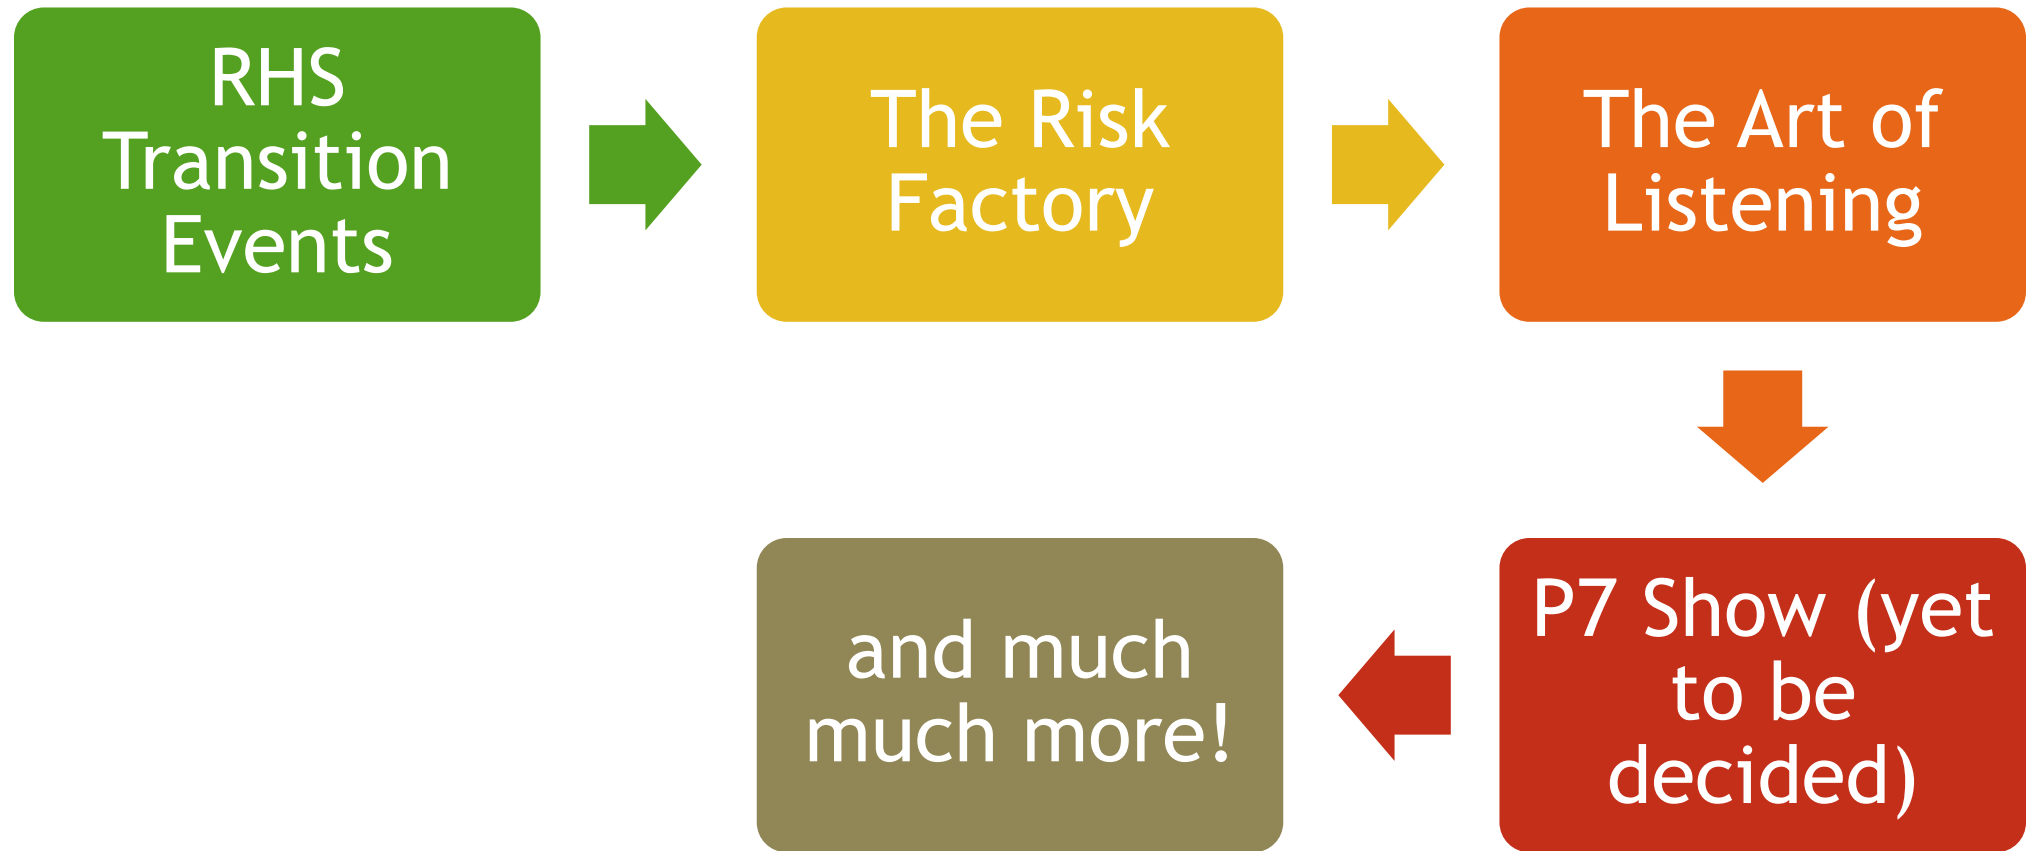 RHS
Transition
Events
The Risk
Factory
The Art of
Listening
P7 Show (yet
to be
decided)
and much
much more!